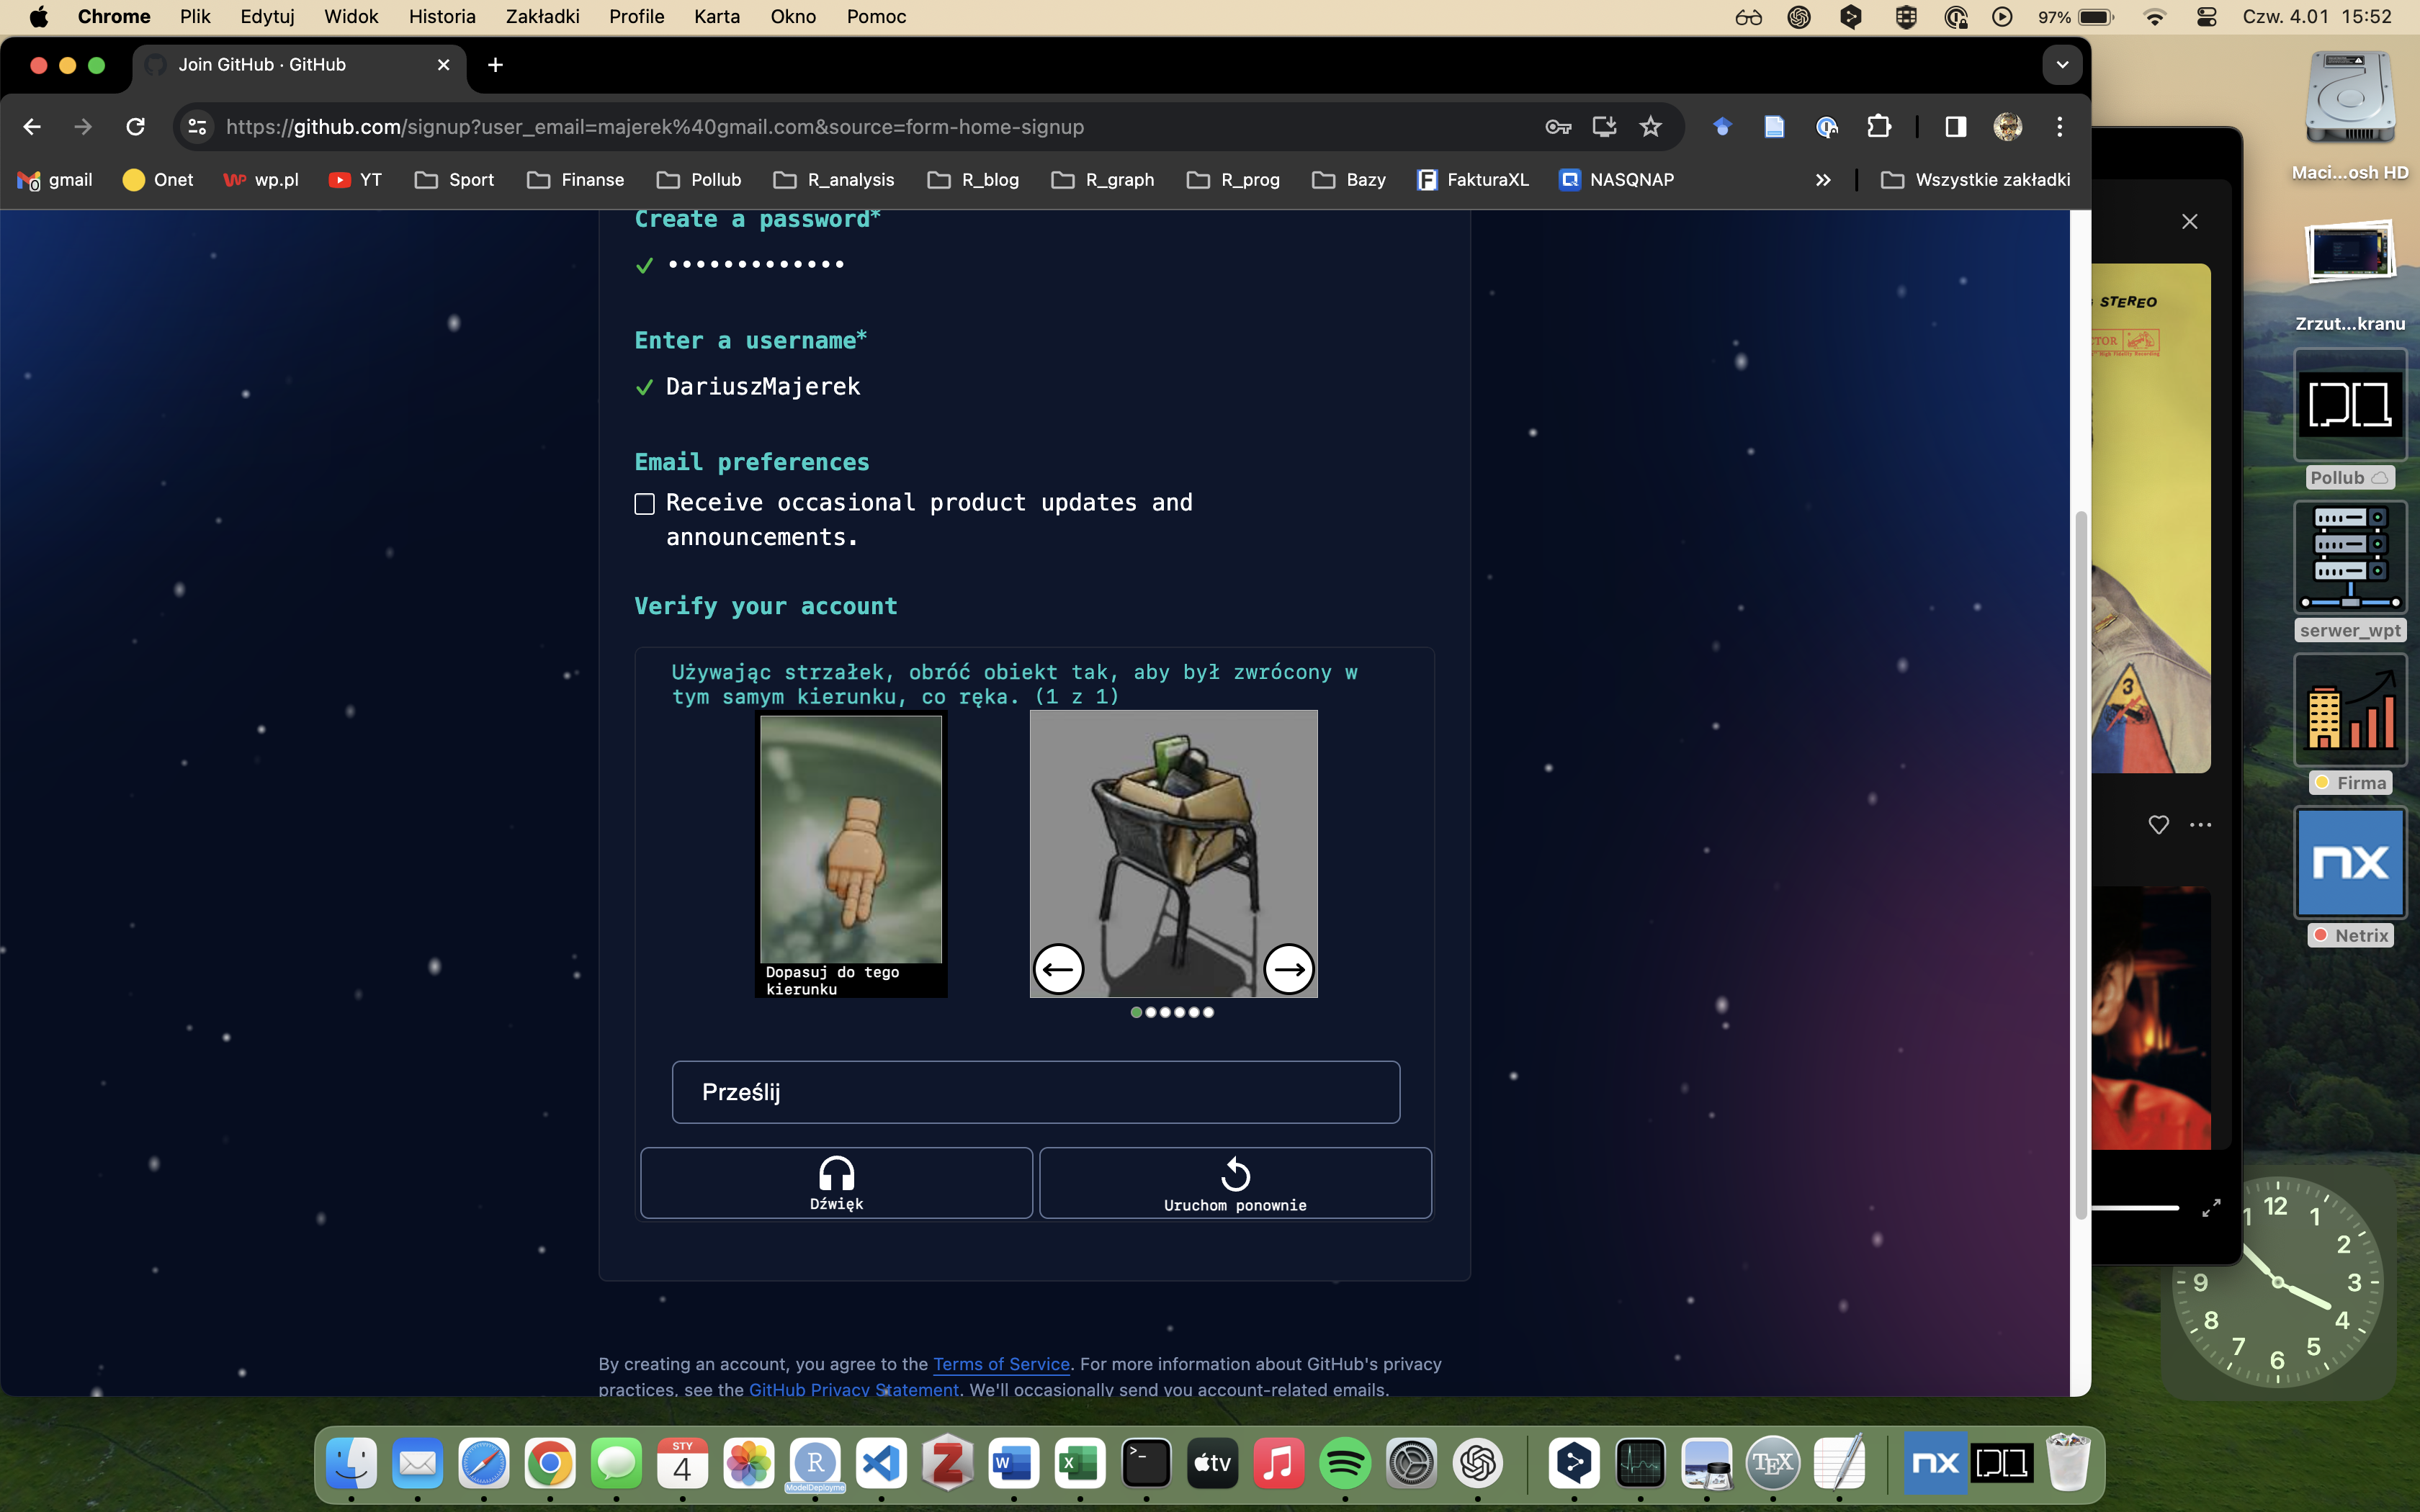 Chrome Plik Edytuj Widok Historia Zakładki Profile Karta Okno Pomoc 97% Czw. 4.01 15:52
Join GitHub · GitHub
https://github.com/signup?user_email=majerek%40gmail.com&source=form-home-signup
gmail Onet wp.pl YT Sport Finanse Pollub R_analysis R_blog R_graph R_prog Bazy FakturaXL NASQNAP Wszystkie zakładki
Create a password*
Enter a username*
DariuszMajerek
Email preferences
Receive occasional product updates and
announcements.
Verify your account
Używając strzałek, obróć obiekt tak, aby był zwrócony w
tym samym kierunku, co ręka. (1 z 1)
Dopasuj do tego
kierunku
Prześlij
Dźwięk
Uruchom ponownie
By creating an account, you agree to the Terms of Service. For more information about GitHub's privacy
practices, see the GitHub Privacy Statement. We'll occasionally send you account-related emails.
STEREO
3
Maci...osh HD
Zrzut...kranu
Pollub
serwer_wpt
Firma
nx
Netrix
12
1
2
3
4
5
6
7
8
9
1
STY
4
R
ModelDeployme
Z
W
X
tv
TEX
nx